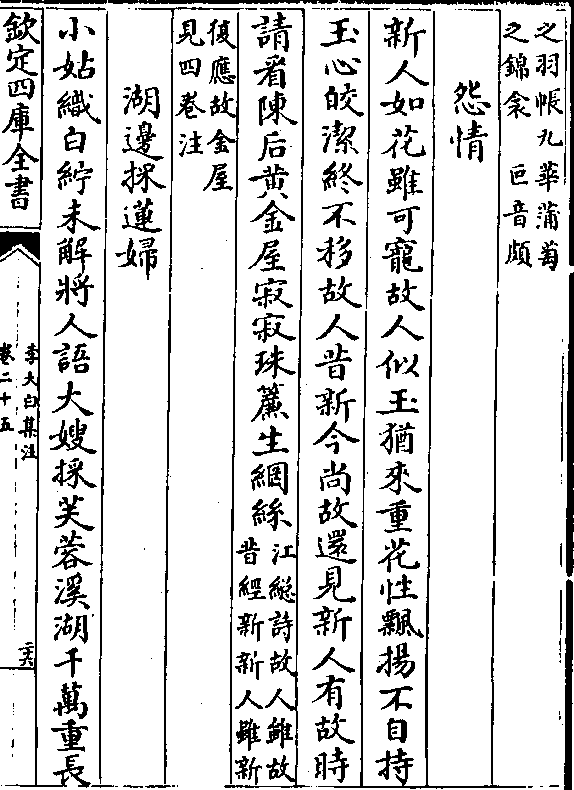 之羽帳九華蒲萄
之錦衾　叵音頗
怨情
新人如花雖可寵故人似玉猶來重花性飄揚不自持
玉心皎潔終不移故人昔新今尚故還見新人有故時
請看陳后黄金屋寂寂珠簾生網絲江緫詩故人雖故
昔經新新人雖新
復應故金屋
見四卷注
湖邊採蓮婦
小姑織白紵未解將人語大嫂採芙蓉溪湖千萬重長
欽定四庫全書
李太白集注
卷二十五
二六